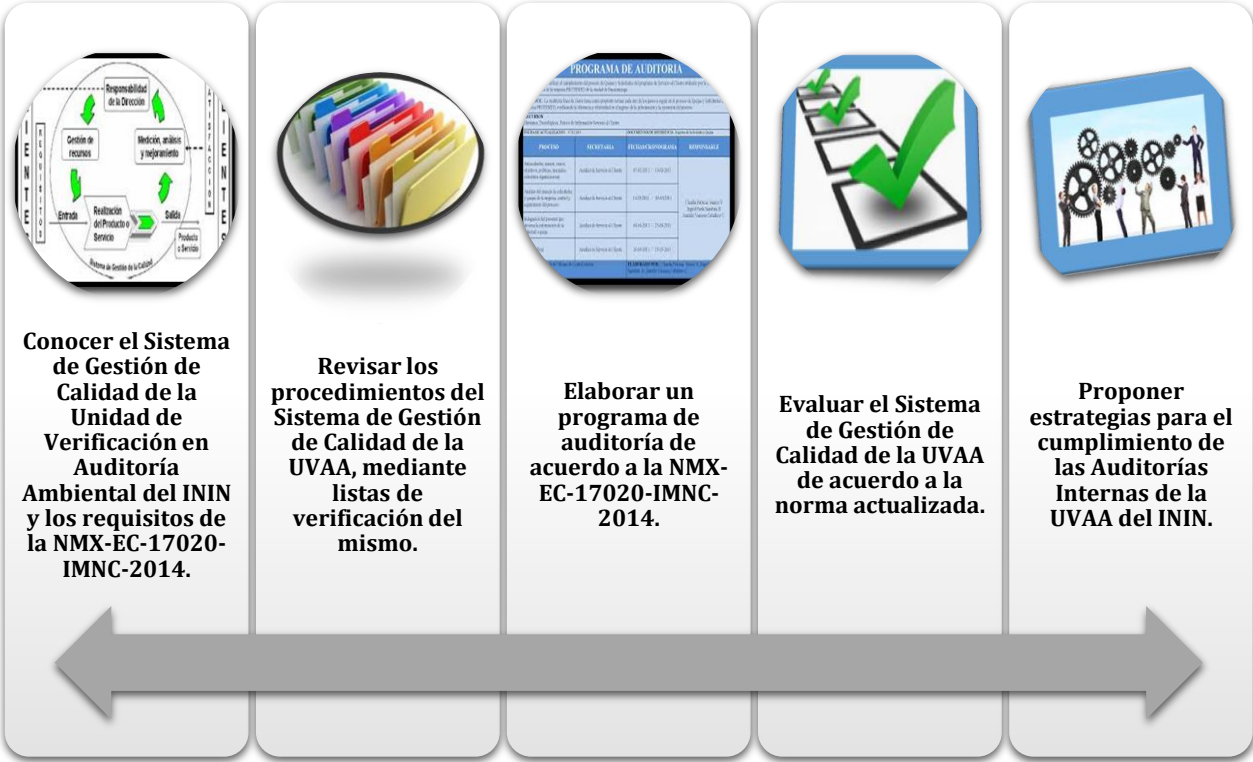 Responsabilidad
de la Dirección
Gestión de
recursos
Medición, análisis
y mejoramiento
Entrada
Realización
del Producto o
Servicio
Salida
Producto
o Servicio
Sistema de Gestión de la Calidad
Conocer el Sistema
de Gestión de
Calidad de la
Unidad de
Verificación en
Auditoría
Ambiental del ININ
y los requisitos de
la NMX-EC-17020-
IMNC-2014.
Revisar los
procedimientos del
Sistema de Gestión
de Calidad de la
UVAA, mediante
listas de
verificación del
mismo.
PROGRAMA DE AUDITORIA
PROCESO SECRETARIA FECHAS/CRONOGRAMA RESPONSABLE
Elaborar un
programa de
auditoría de
acuerdo a la NMX-
EC-17020-IMNC-
2014.
Evaluar el Sistema
de Gestión de
Calidad de la UVAA
de acuerdo a la
norma actualizada.
Proponer
estrategias para el
cumplimiento de
las Auditorías
Internas de la
UVAA del ININ.